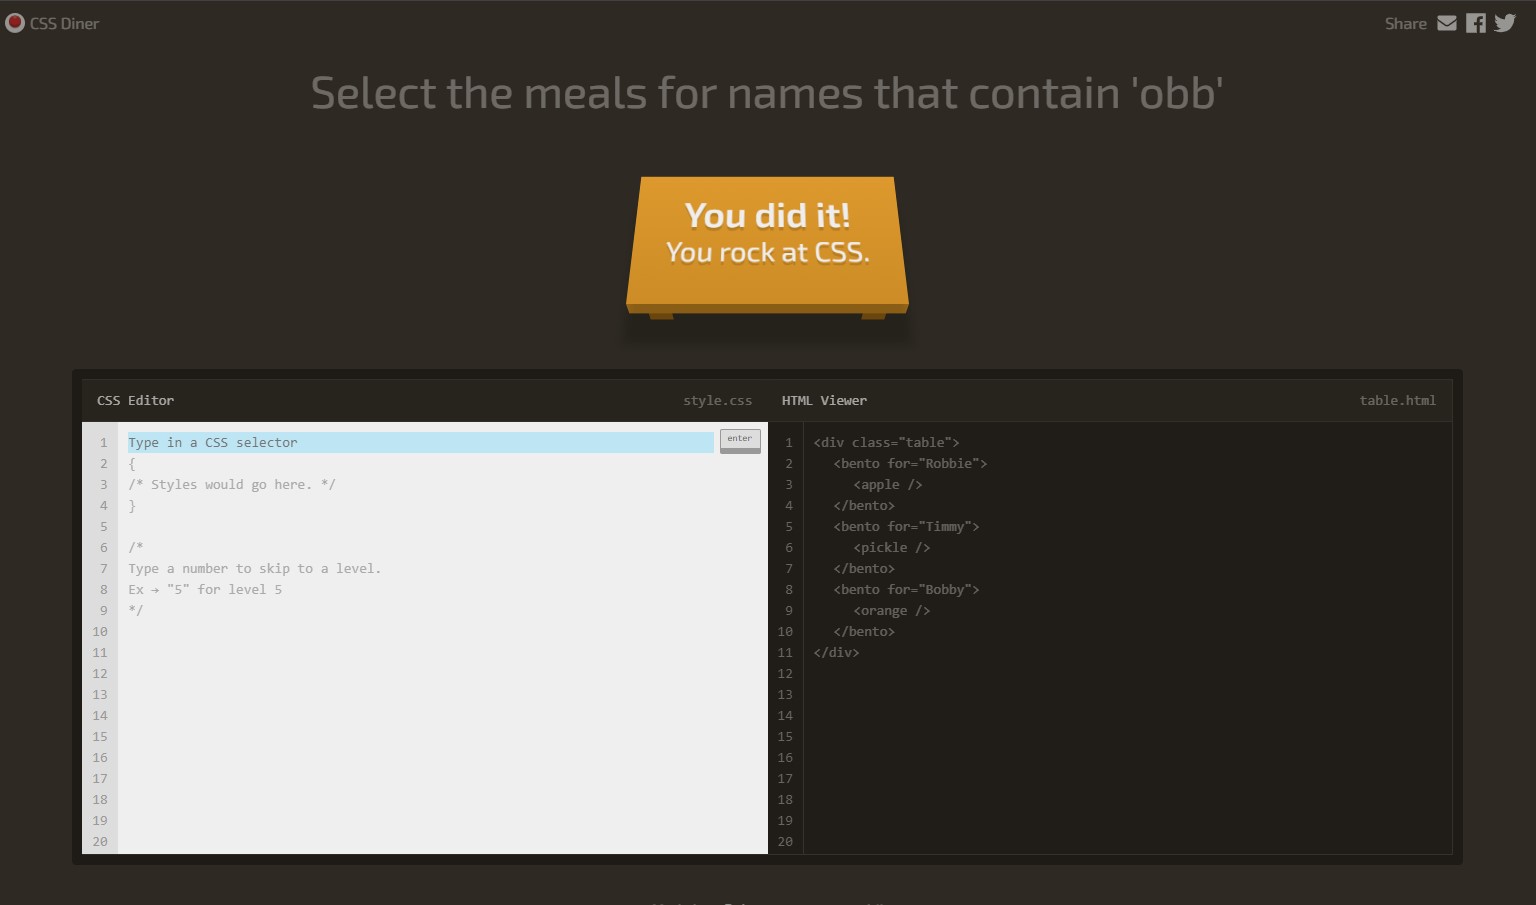 CSS Diner
Share
Select the meals for names that contain 'obb'
You did it!
You rock at CSS.
CSS Editor
style.css
HTML Viewer
table.html
1 Type in a CSS selector
enter
2 {
3 /* Styles would go here. */
4 }
5
6 /*
7 Type a number to skip to a level.
8 Ex → "5" for level 5
9 */
10
11
12
13
14
15
16
17
18
19
20
1 <div class="table">
2 <bento for="Robbie">
3 <apple />
4 </bento>
5 <bento for="Timmy">
6 <pickle />
7 </bento>
8 <bento for="Bobby">
9 <orange />
10 </bento>
11 </div>
12
13
14
15
16
17
18
19
20